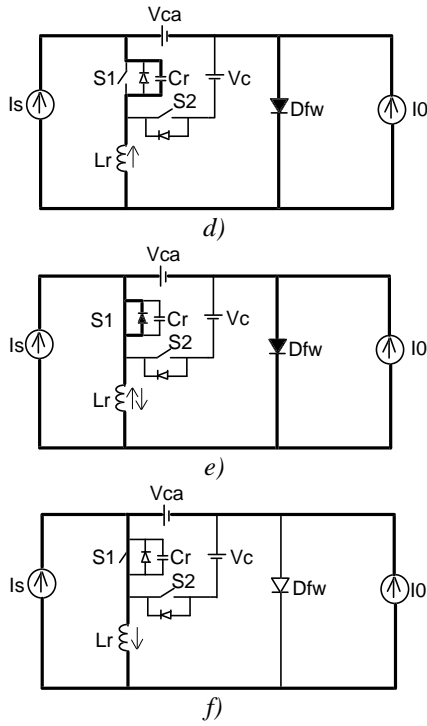 Vca
S1
Cr
Vc
Is
S2
Dfw
I0
Lr
d)
Vca
S1
Cr
Vc
Is
S2
Dfw
I0
Lr
e)
Vca
S1
Cr
Vc
Is
S2
Dfw
I0
Lr
f)